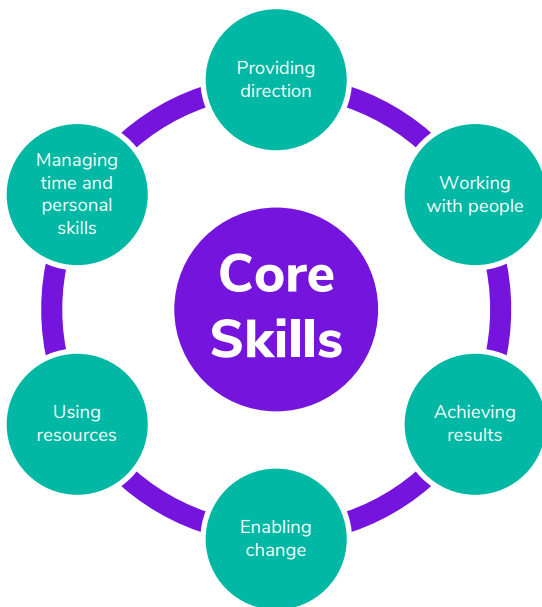 Providing
direction
Working
with people
Achieving
results
Enabling
change
Using
resources
Managing
time and
personal
skills
Core
Skills